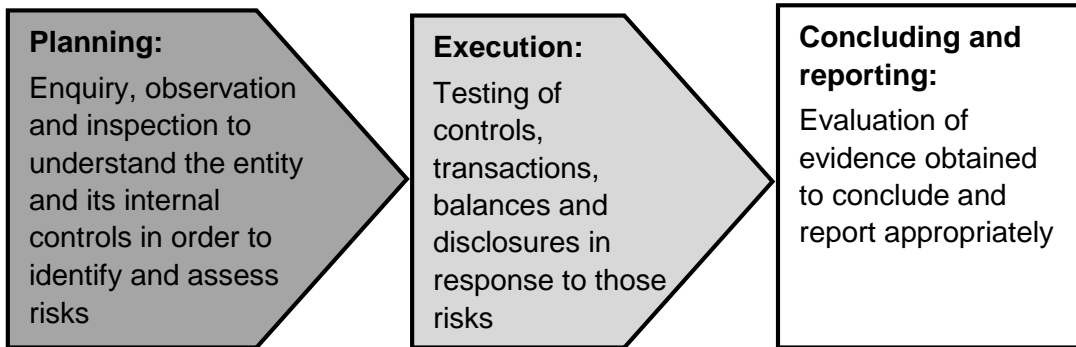 Planning:
Enquiry, observation
and inspection to
understand the entity
and its internal
controls in order to
identify and assess
risks
Execution:
Testing of
controls,
transactions,
balances and
disclosures in
response to those
risks
Concluding and
reporting:
Evaluation of
evidence obtained
to conclude and
report appropriately